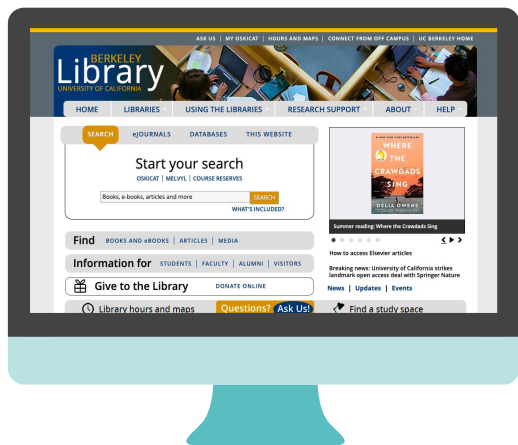 ASK US | MY OSKICAT | HOURS AND MAPS | CONNECT FROM OFF CAMPUS | UC BERKELEY HOME
BERKELEY
Library
UNIVERSITY OF CALIFORNIA
HOME LIBRARIES USING THE LIBRARIES RESEARCH SUPPORT ABOUT HELP
SEARCH eJOURNALS DATABASES THIS WEBSITE
Start your search
OSKICAT | MELVYL | COURSE RESERVES
Books, e-books, articles and more SEARCH
WHAT'S INCLUDED?
WHERE
THE
CRAWDADS
SING
DELIA OWENS
Summer reading: Where the Crawdads Sing
Find BOOKS AND eBOOKS | ARTICLES | MEDIA
Information for STUDENTS | FACULTY | ALUMNI | VISITORS
Give to the Library DONATE ONLINE
How to access Elsevier articles
Breaking news: University of California strikes
landmark open access deal with Springer Nature
News | Updates | Events
Library hours and maps Questions? Ask Us! Find a study space